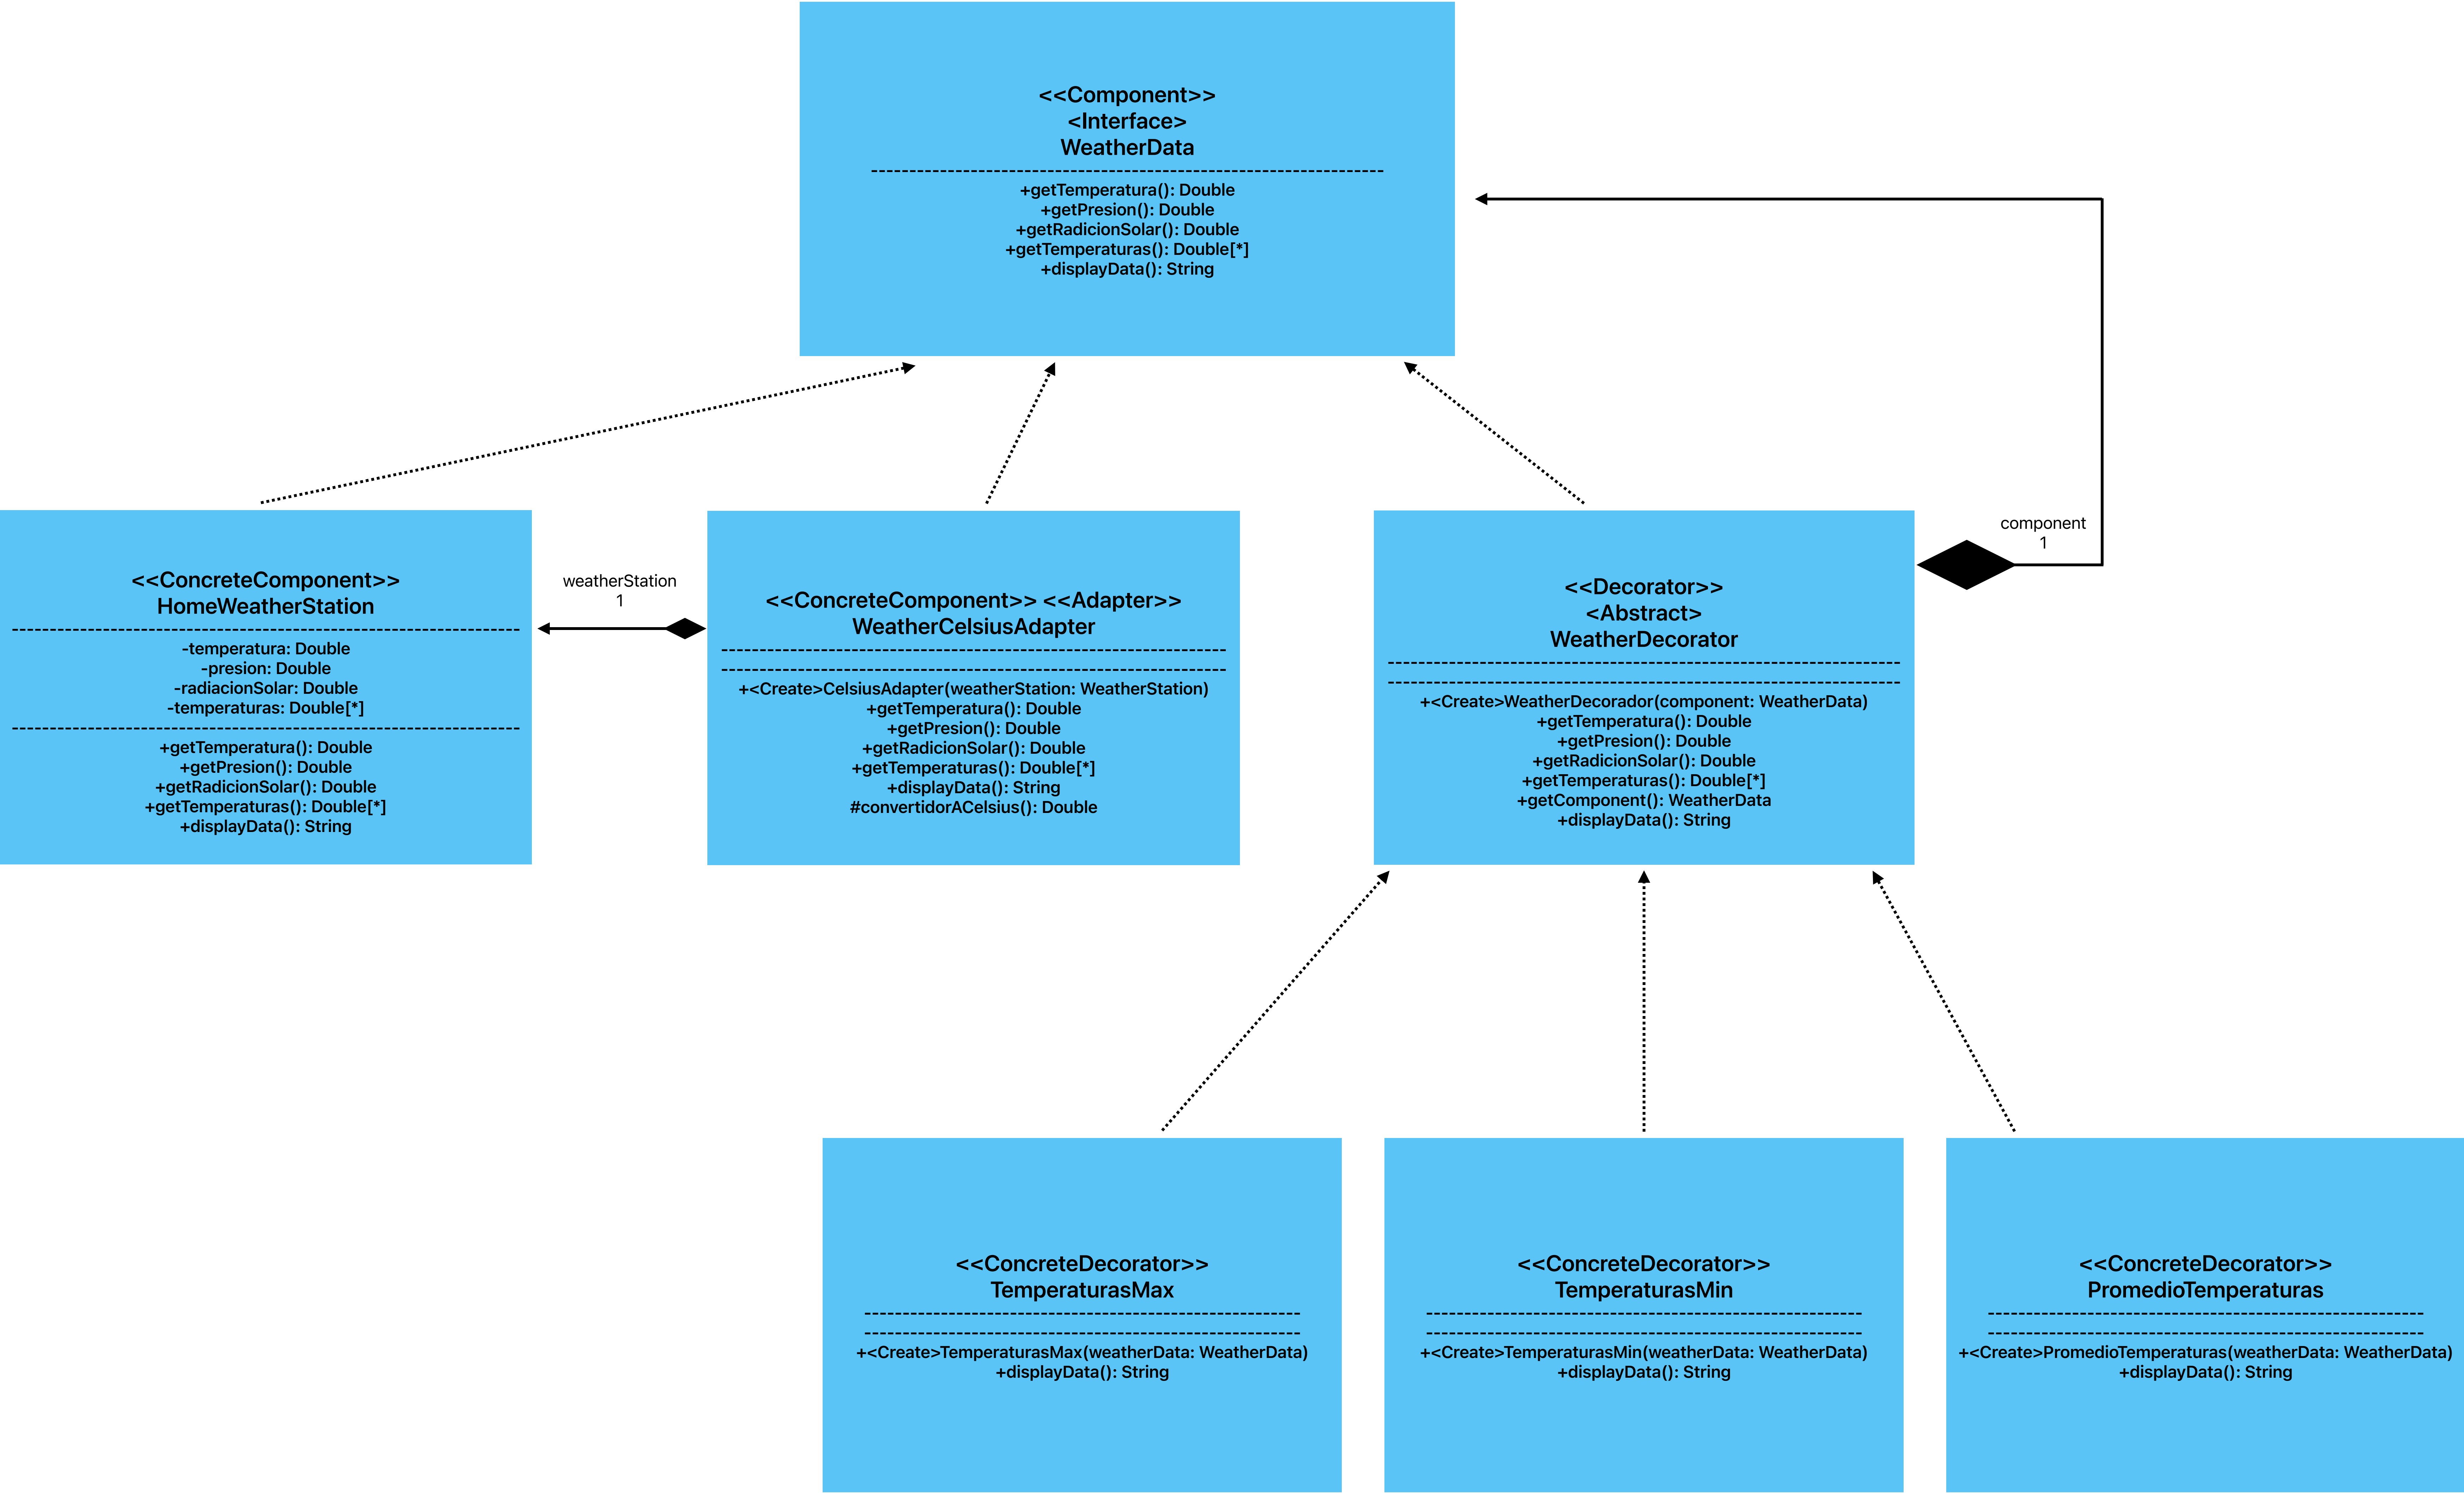 <<Component>>
<Interface>
WeatherData
+getTemperatura(): Double
+getPresion(): Double
+getRadicionSolar(): Double
+getTemperaturas(): Double[*]
+displayData(): String
<<ConcreteComponent>>
HomeWeatherStation
-temperatura: Double
-presion: Double
-radiacionSolar: Double
-temperaturas: Double[*]
+getTemperatura(): Double
+getPresion(): Double
+getRadicionSolar(): Double
+getTemperaturas(): Double[*]
+displayData(): String
weatherStation
1
<<ConcreteComponent>> <<Adapter>>
WeatherCelsiusAdapter
+<Create>CelsiusAdapter(weatherStation: WeatherStation)
+getTemperatura(): Double
+getPresion(): Double
+getRadicionSolar(): Double
+getTemperaturas(): Double[*]
+displayData(): String
#convertidorACelsius(): Double
<<Decorator>>
<Abstract>
WeatherDecorator
+<Create>WeatherDecorador(component: WeatherData)
+getTemperatura(): Double
+getPresion(): Double
+getRadicionSolar(): Double
+getTemperaturas(): Double[*]
+getComponent(): WeatherData
+displayData(): String
component
1
<<ConcreteDecorator>>
TemperaturasMax
+<Create>TemperaturasMax(weatherData: WeatherData)
+displayData(): String
<<ConcreteDecorator>>
TemperaturasMin
+<Create>TemperaturasMin(weatherData: WeatherData)
+displayData(): String
<<ConcreteDecorator>>
PromedioTemperaturas
+<Create>PromedioTemperaturas(weatherData: WeatherData)
+displayData(): String